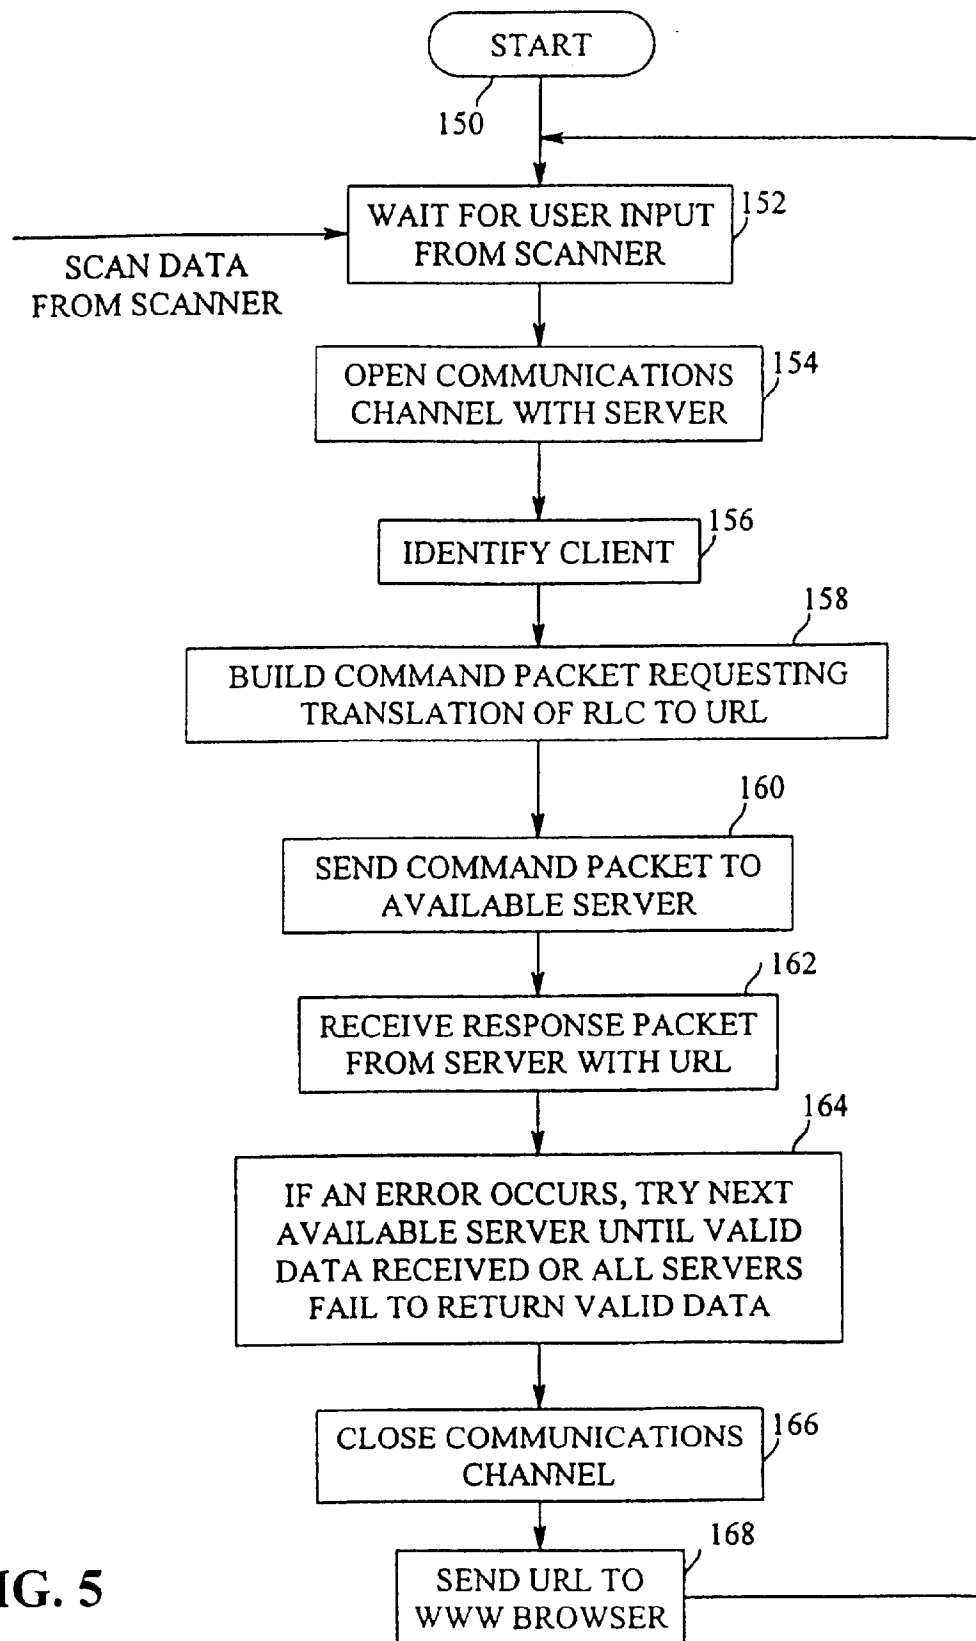 START
150
WAIT FOR USER INPUT
FROM SCANNER
152
SCAN DATA
FROM SCANNER
OPEN COMMUNICATIONS
CHANNEL WITH SERVER
154
IDENTIFY CLIENT
156
158
BUILD COMMAND PACKET REQUESTING
TRANSLATION OF RLC TO URL
160
SEND COMMAND PACKET TO
AVAILABLE SERVER
162
RECEIVE RESPONSE PACKET
FROM SERVER WITH URL
164
IF AN ERROR OCCURS, TRY NEXT
AVAILABLE SERVER UNTIL VALID
DATA RECEIVED OR ALL SERVERS
FAIL TO RETURN VALID DATA
CLOSE COMMUNICATIONS
CHANNEL
166
168
SEND URL TO
WWW BROWSER
IG. 5